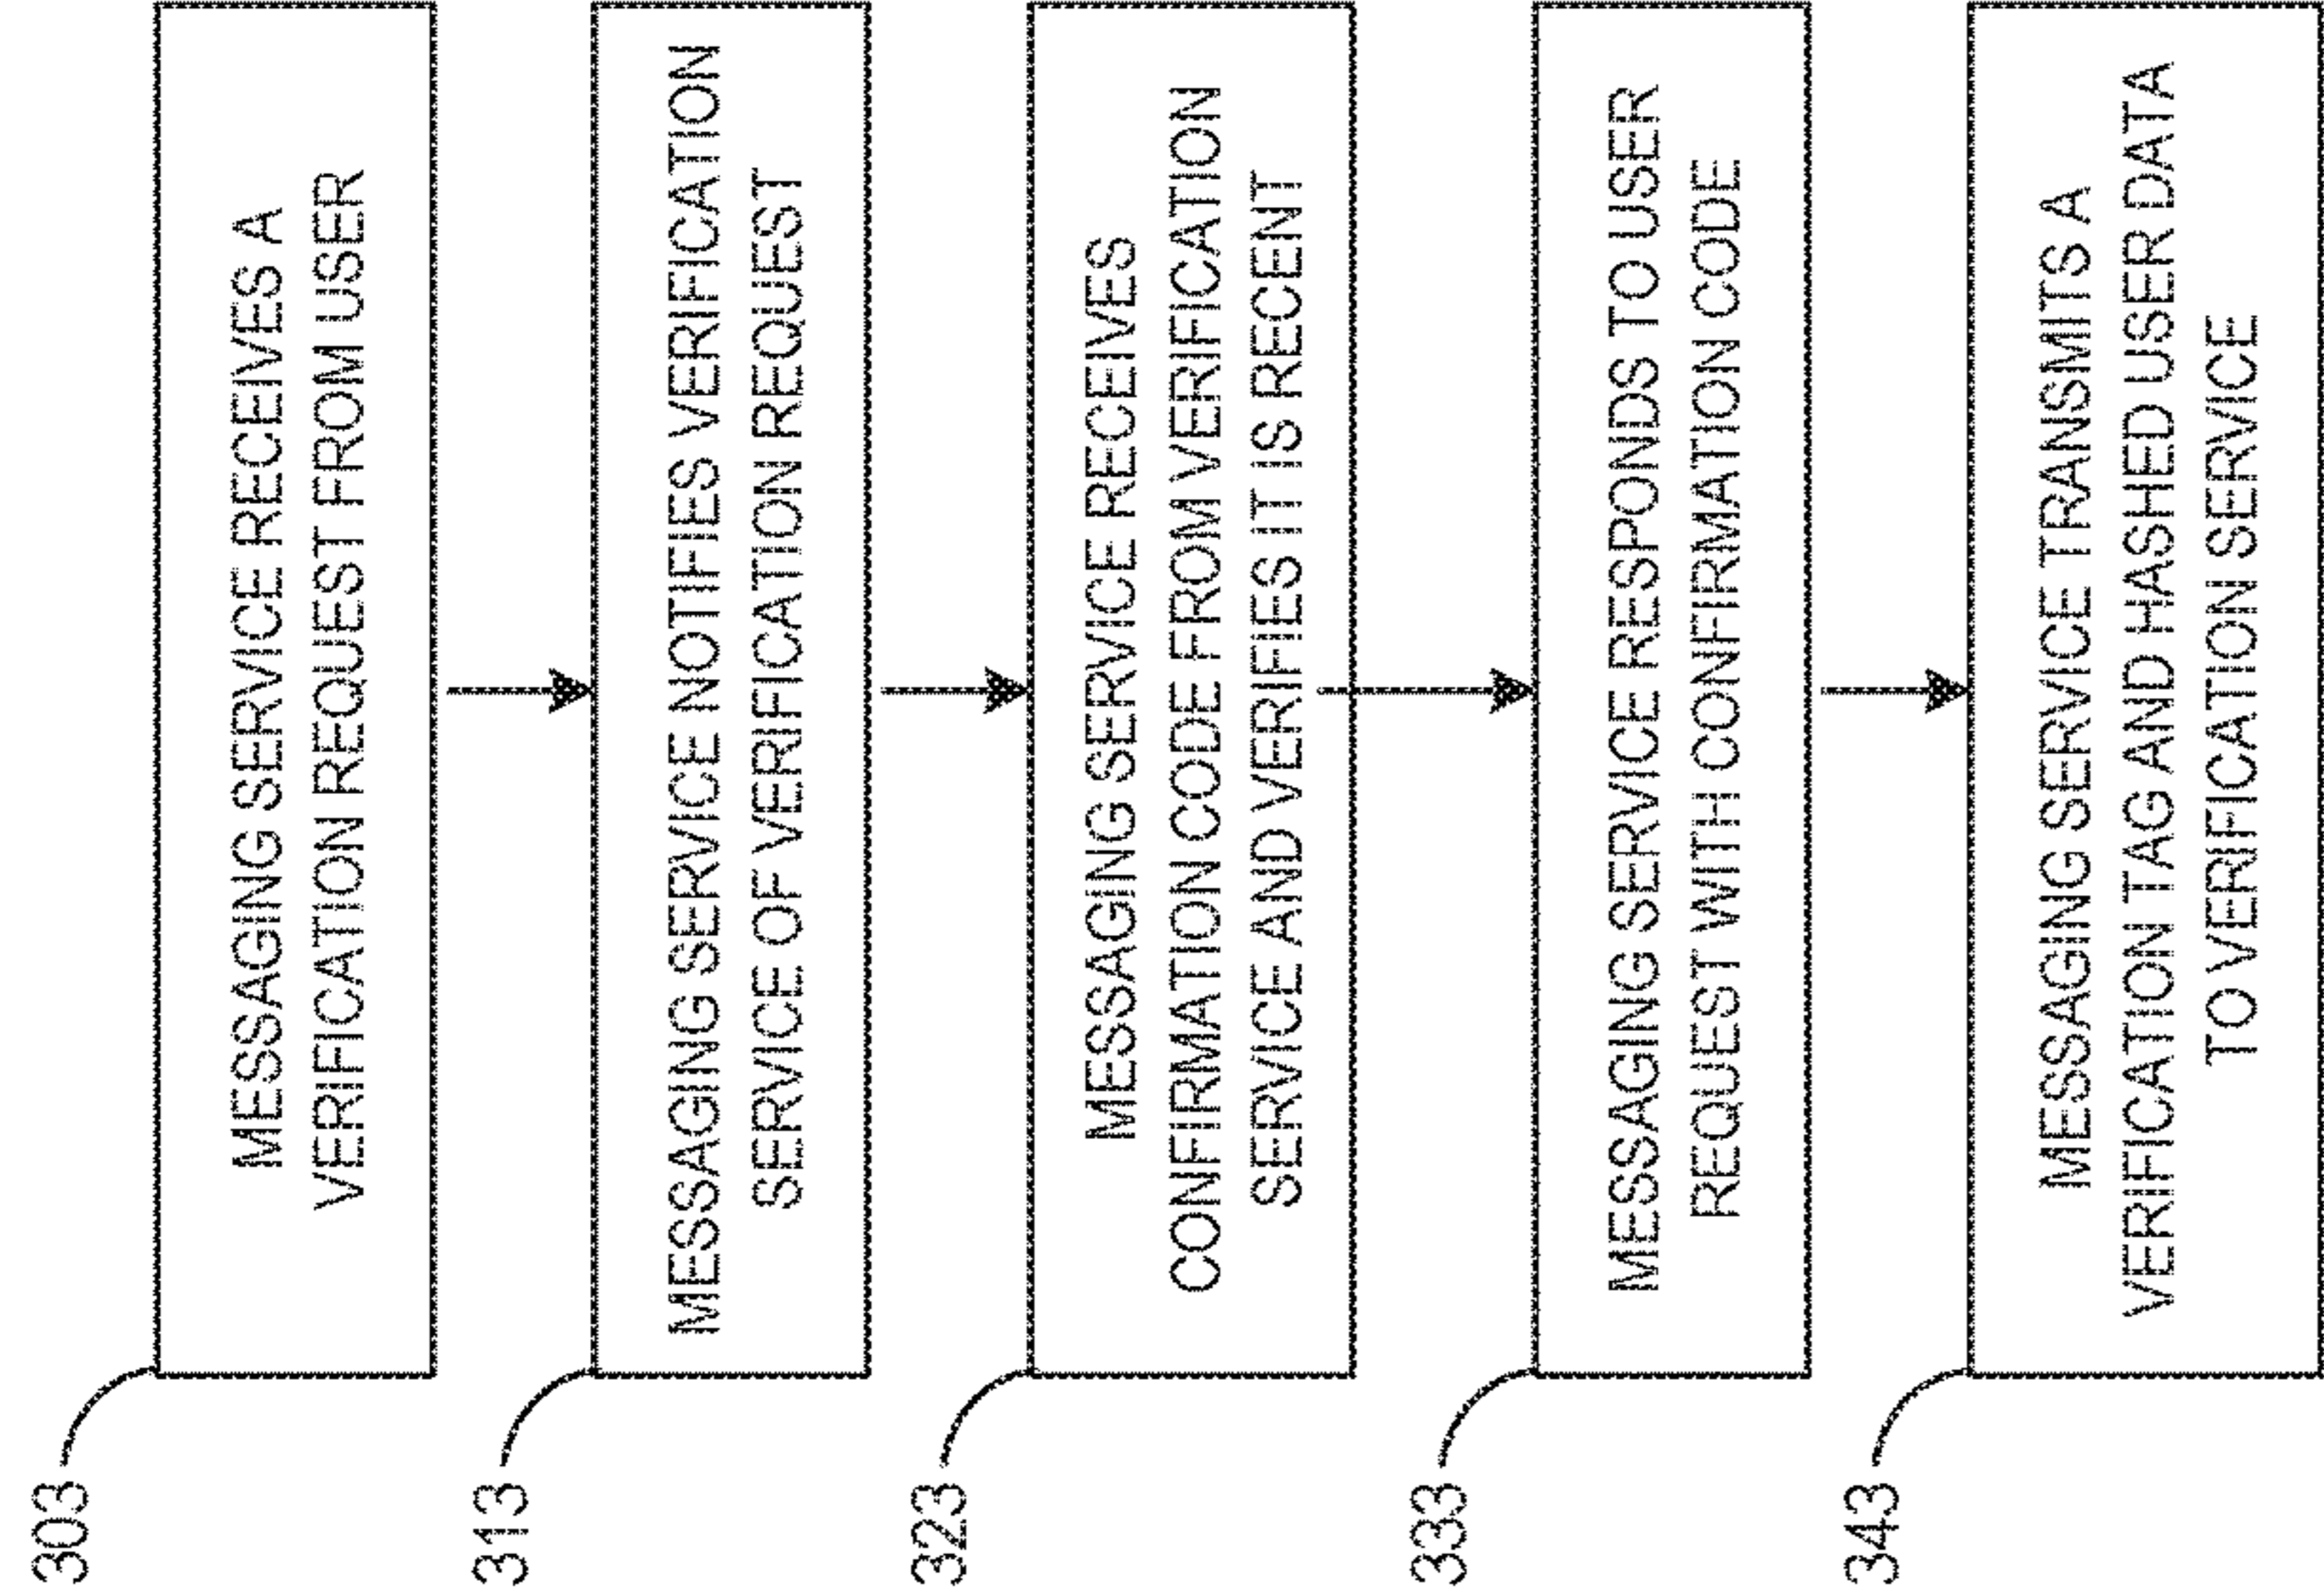 303
MESSAGING SERVICE RECEIVES A
VERIFICATION REQUEST FROM USER
313
MESSAGING SERVICE NOTIFIES VERIFICATION
SERVICE OF VERIFICATION REQUEST
323
MESSAGING SERVICE RECEIVES
CONFIRMATION CODE FROM VERIFICATION
SERVICE AND VERIFIES IT IS RECENT
333
MESSAGING SERVICE RESPONDS TO USER
REQUEST WITH CONFIRMATION CODE
343
MESSAGING SERVICE TRANSMITS A
VERIFICATION TAG AND HASHED USER DATA
TO VERIFICATION SERVICE